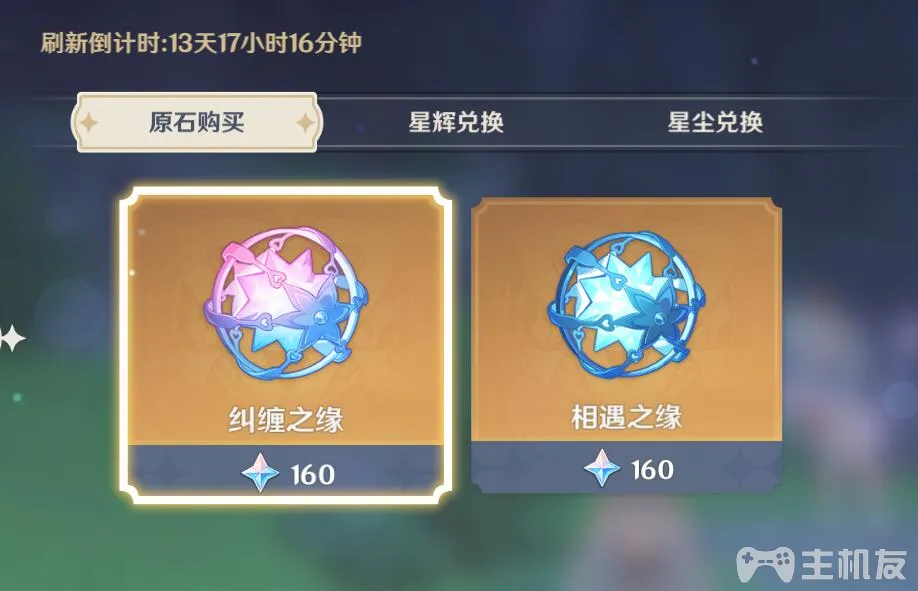 刷新倒计时:13天17小时16分钟
原石购买
星辉兑换
星尘兑换
纠缠之缘
相遇之缘
160
160
主机友